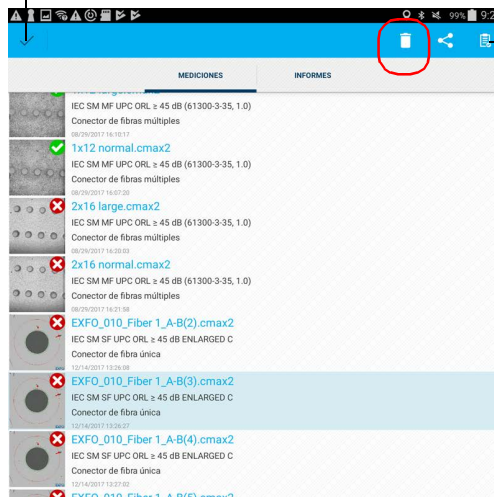 99% 9:2
MEDICIONES
INFORMES
IEC SM MF UPC ORL ≥ 45 dB (61300-3-35, 1.0)
Conector de fibras múltiples
08/29/2017 16:10:17
1x12 normal.cmax2
IEC SM MF UPC ORL ≥ 45 dB (61300-3-35, 1.0)
Conector de fibras múltiples
08/29/2017 16:07:20
2x16 large.cmax2
IEC SM MF UPC ORL ≥ 45 dB (61300-3-35, 1.0)
Conector de fibras múltiples
08/29/2017 16:20:03
2x16 normal.cmax2
IEC SM MF UPC ORL ≥ 45 dB (61300-3-35, 1.0)
Conector de fibras múltiples
08/29/2017 16:21:58
EXFO_010_Fiber 1_A-B(2).cmax2
IEC SM SF UPC ORL ≥ 45 dB ENLARGED C
Conector de fibra única
12/14/2017 13:26:08
EXFO_010_Fiber 1_A-B(3).cmax2
IEC SM SF UPC ORL ≥ 45 dB ENLARGED C
Conector de fibra única
12/14/2017 13:26:27
EXFO_010_Fiber 1_A-B(4).cmax2
IEC SM SF UPC ORL ≥ 45 dB ENLARGED C
Conector de fibra única
12/14/2017 13:27:02
EXFO_010_Fiber 1_A-B(5).cmax2